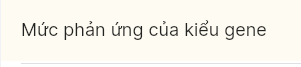 Mức phản ứng của kiểu gene